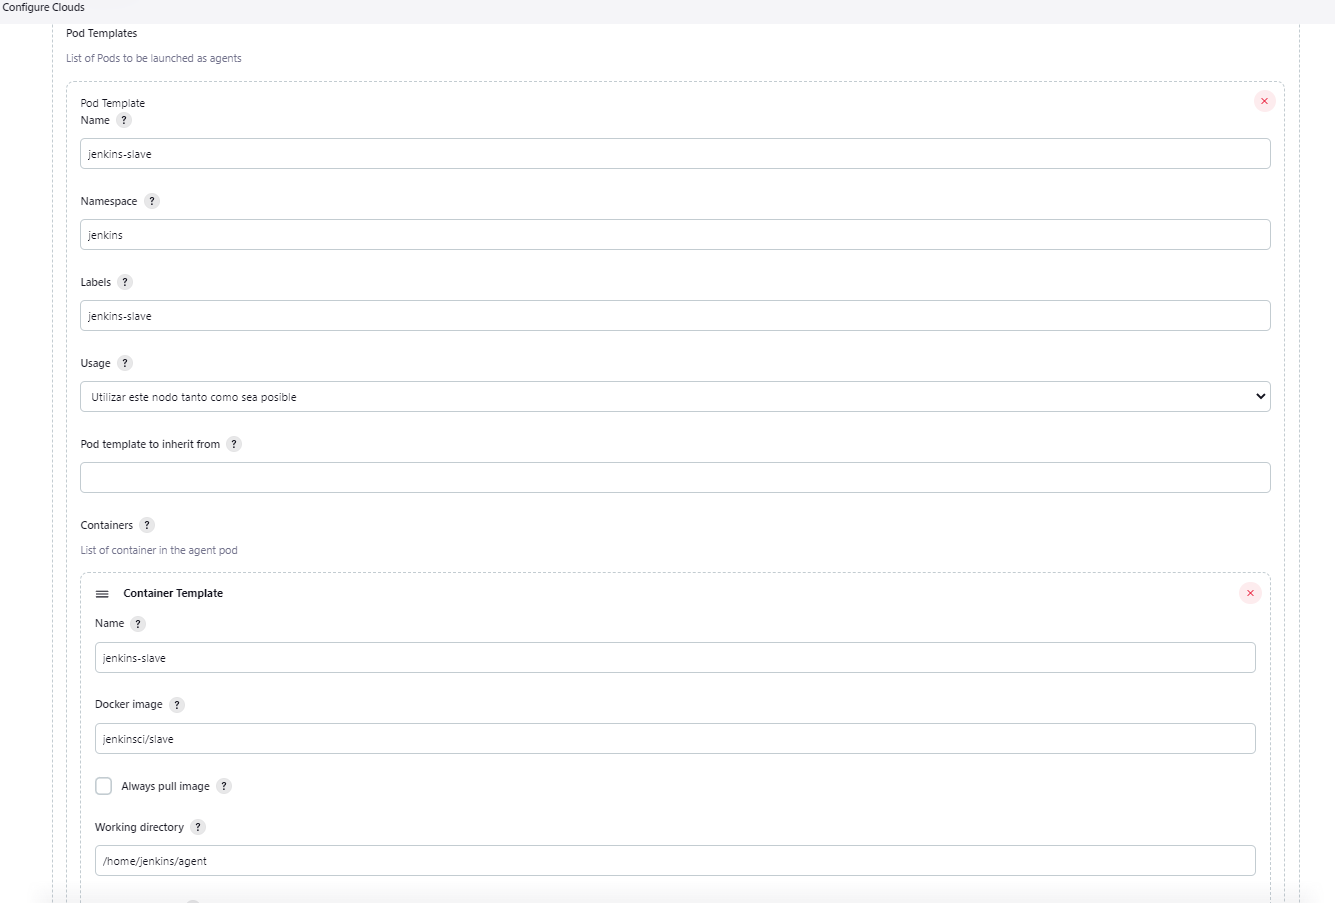 Configure Clouds
Pod Templates
List of Pods to be launched as agents
Pod Template
Name ?
jenkins-slave
Namespace ?
jenkins
Labels ?
jenkins-slave
Usage ?
Utilizar este nodo tanto como sea posible
Pod template to inherit from ?
Containers ?
List of container in the agent pod
Container Template
Name ?
jenkins-slave
Docker image ?
jenkinsci/slave
Always pull image ?
Working directory ?
/home/jenkins/agent